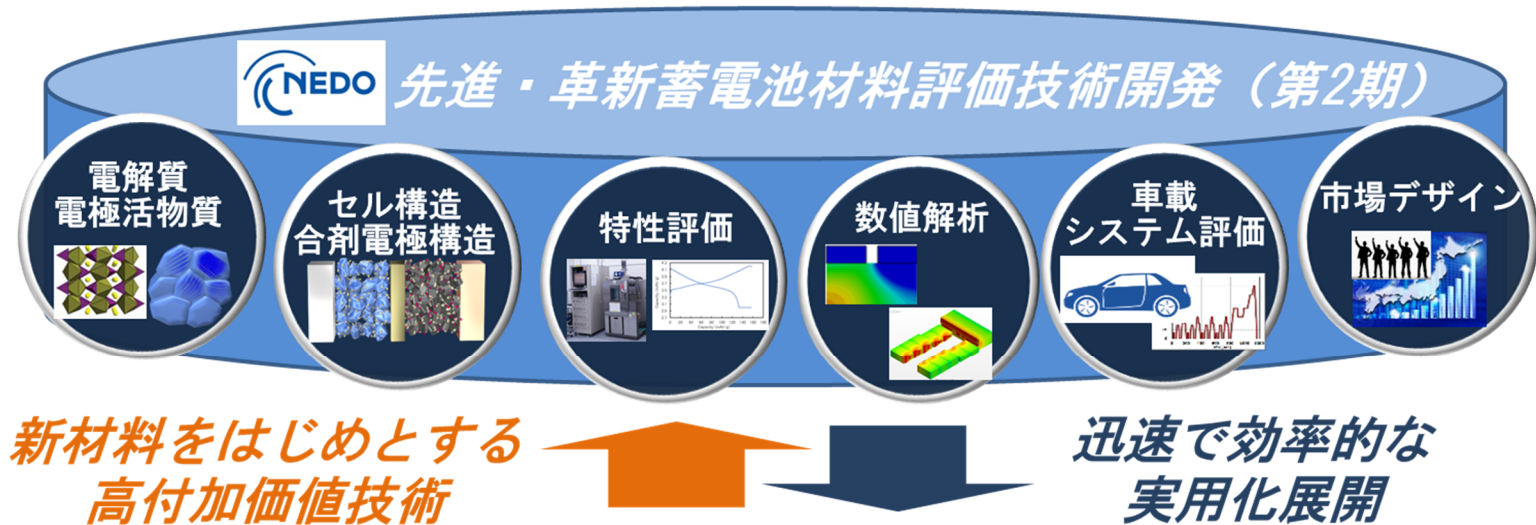 NEDO
先進・革新蓄電池材料評価技術開発（第2期）
電解質
電極活物質
セル構造
合剤電極構造
特性評価
数値解析
車載
システム評価
市場デザイン
新材料をはじめとする
高付加価値技術
迅速で効率的な
実用化展開